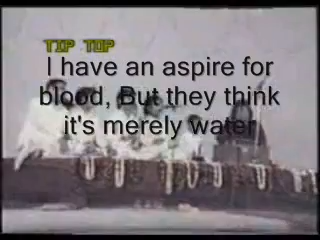 TIP TOP
I have an aspire for
blood, But they think
it's merely water